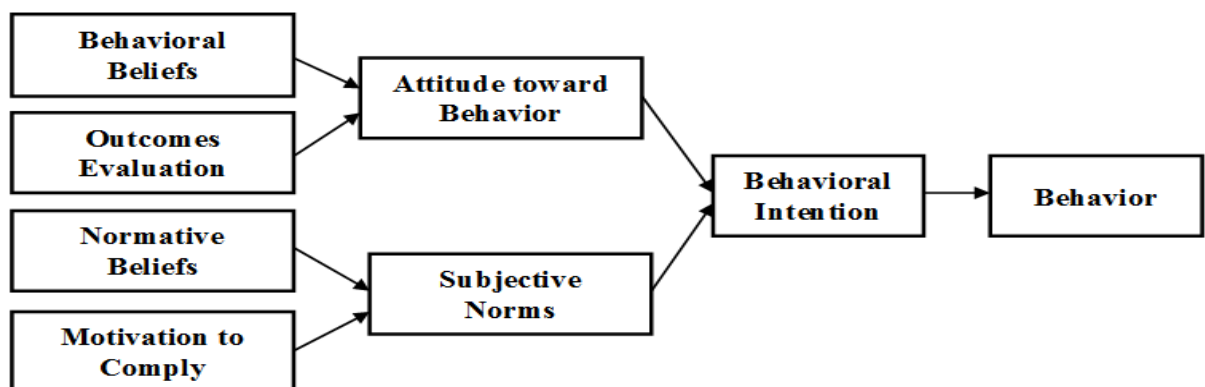 Behavioral
Beliefs
Outcomes
Evaluation
Normative
Beliefs
Motivation to
Comply
Attitude toward
Behavior
Subjective
Norms
Behavioral
Intention
Behavior